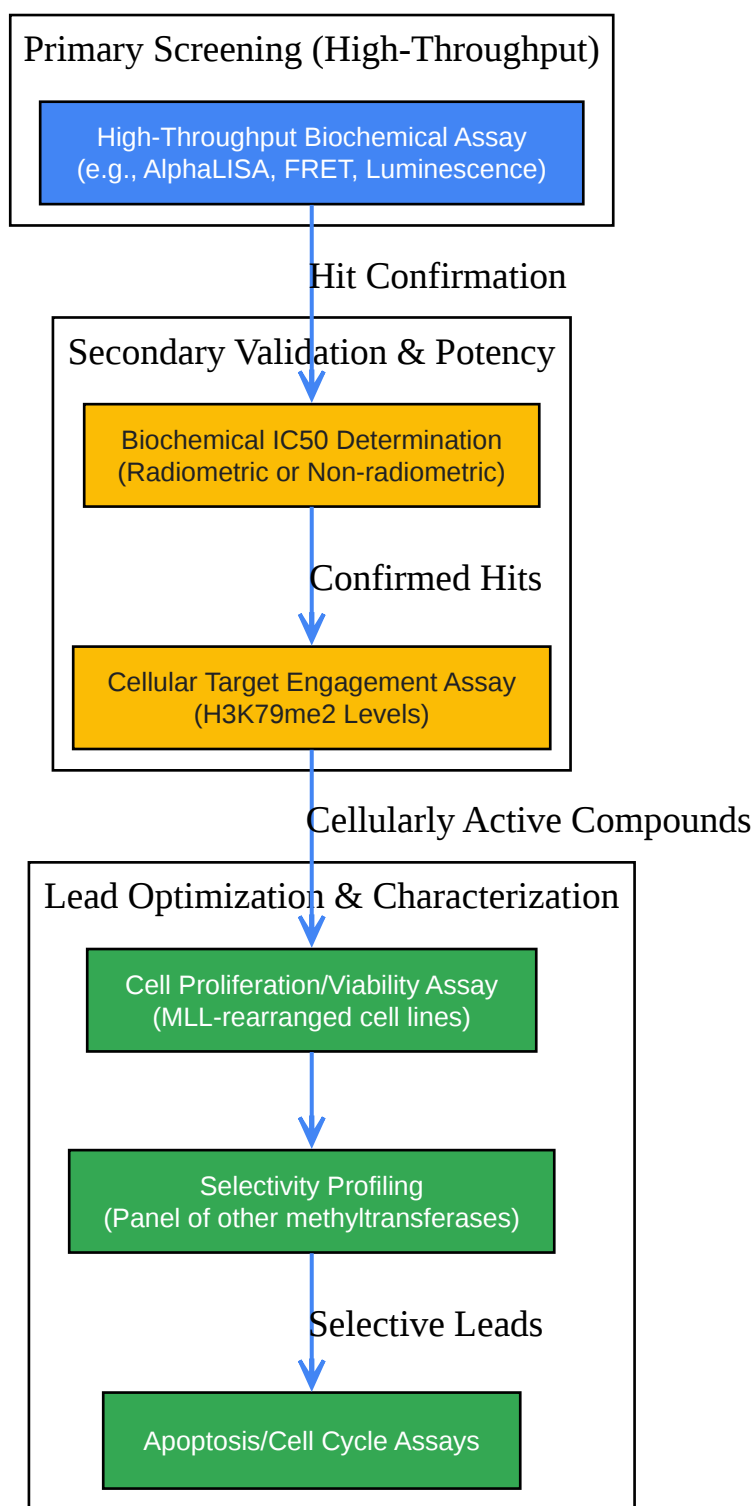 Primary Screening (High-Throughput)
High-Throughput Biochemical Assay
(e.g., AlphaLISA, FRET, Luminescence)
Hit Confirmation
Secondary Validation & Potency
Biochemical IC50 Determination
(Radiometric or Non-radiometric)
Confirmed Hits
Cellular Target Engagement Assay
(H3K79me2 Levels)
Cellularly Active Compounds
Lead Optimization & Characterization
Cell Proliferation/Viability Assay
(MLL-rearranged cell lines)
Selectivity Profiling
(Panel of other methyltransferases)
Selective Leads
Apoptosis/Cell Cycle Assays